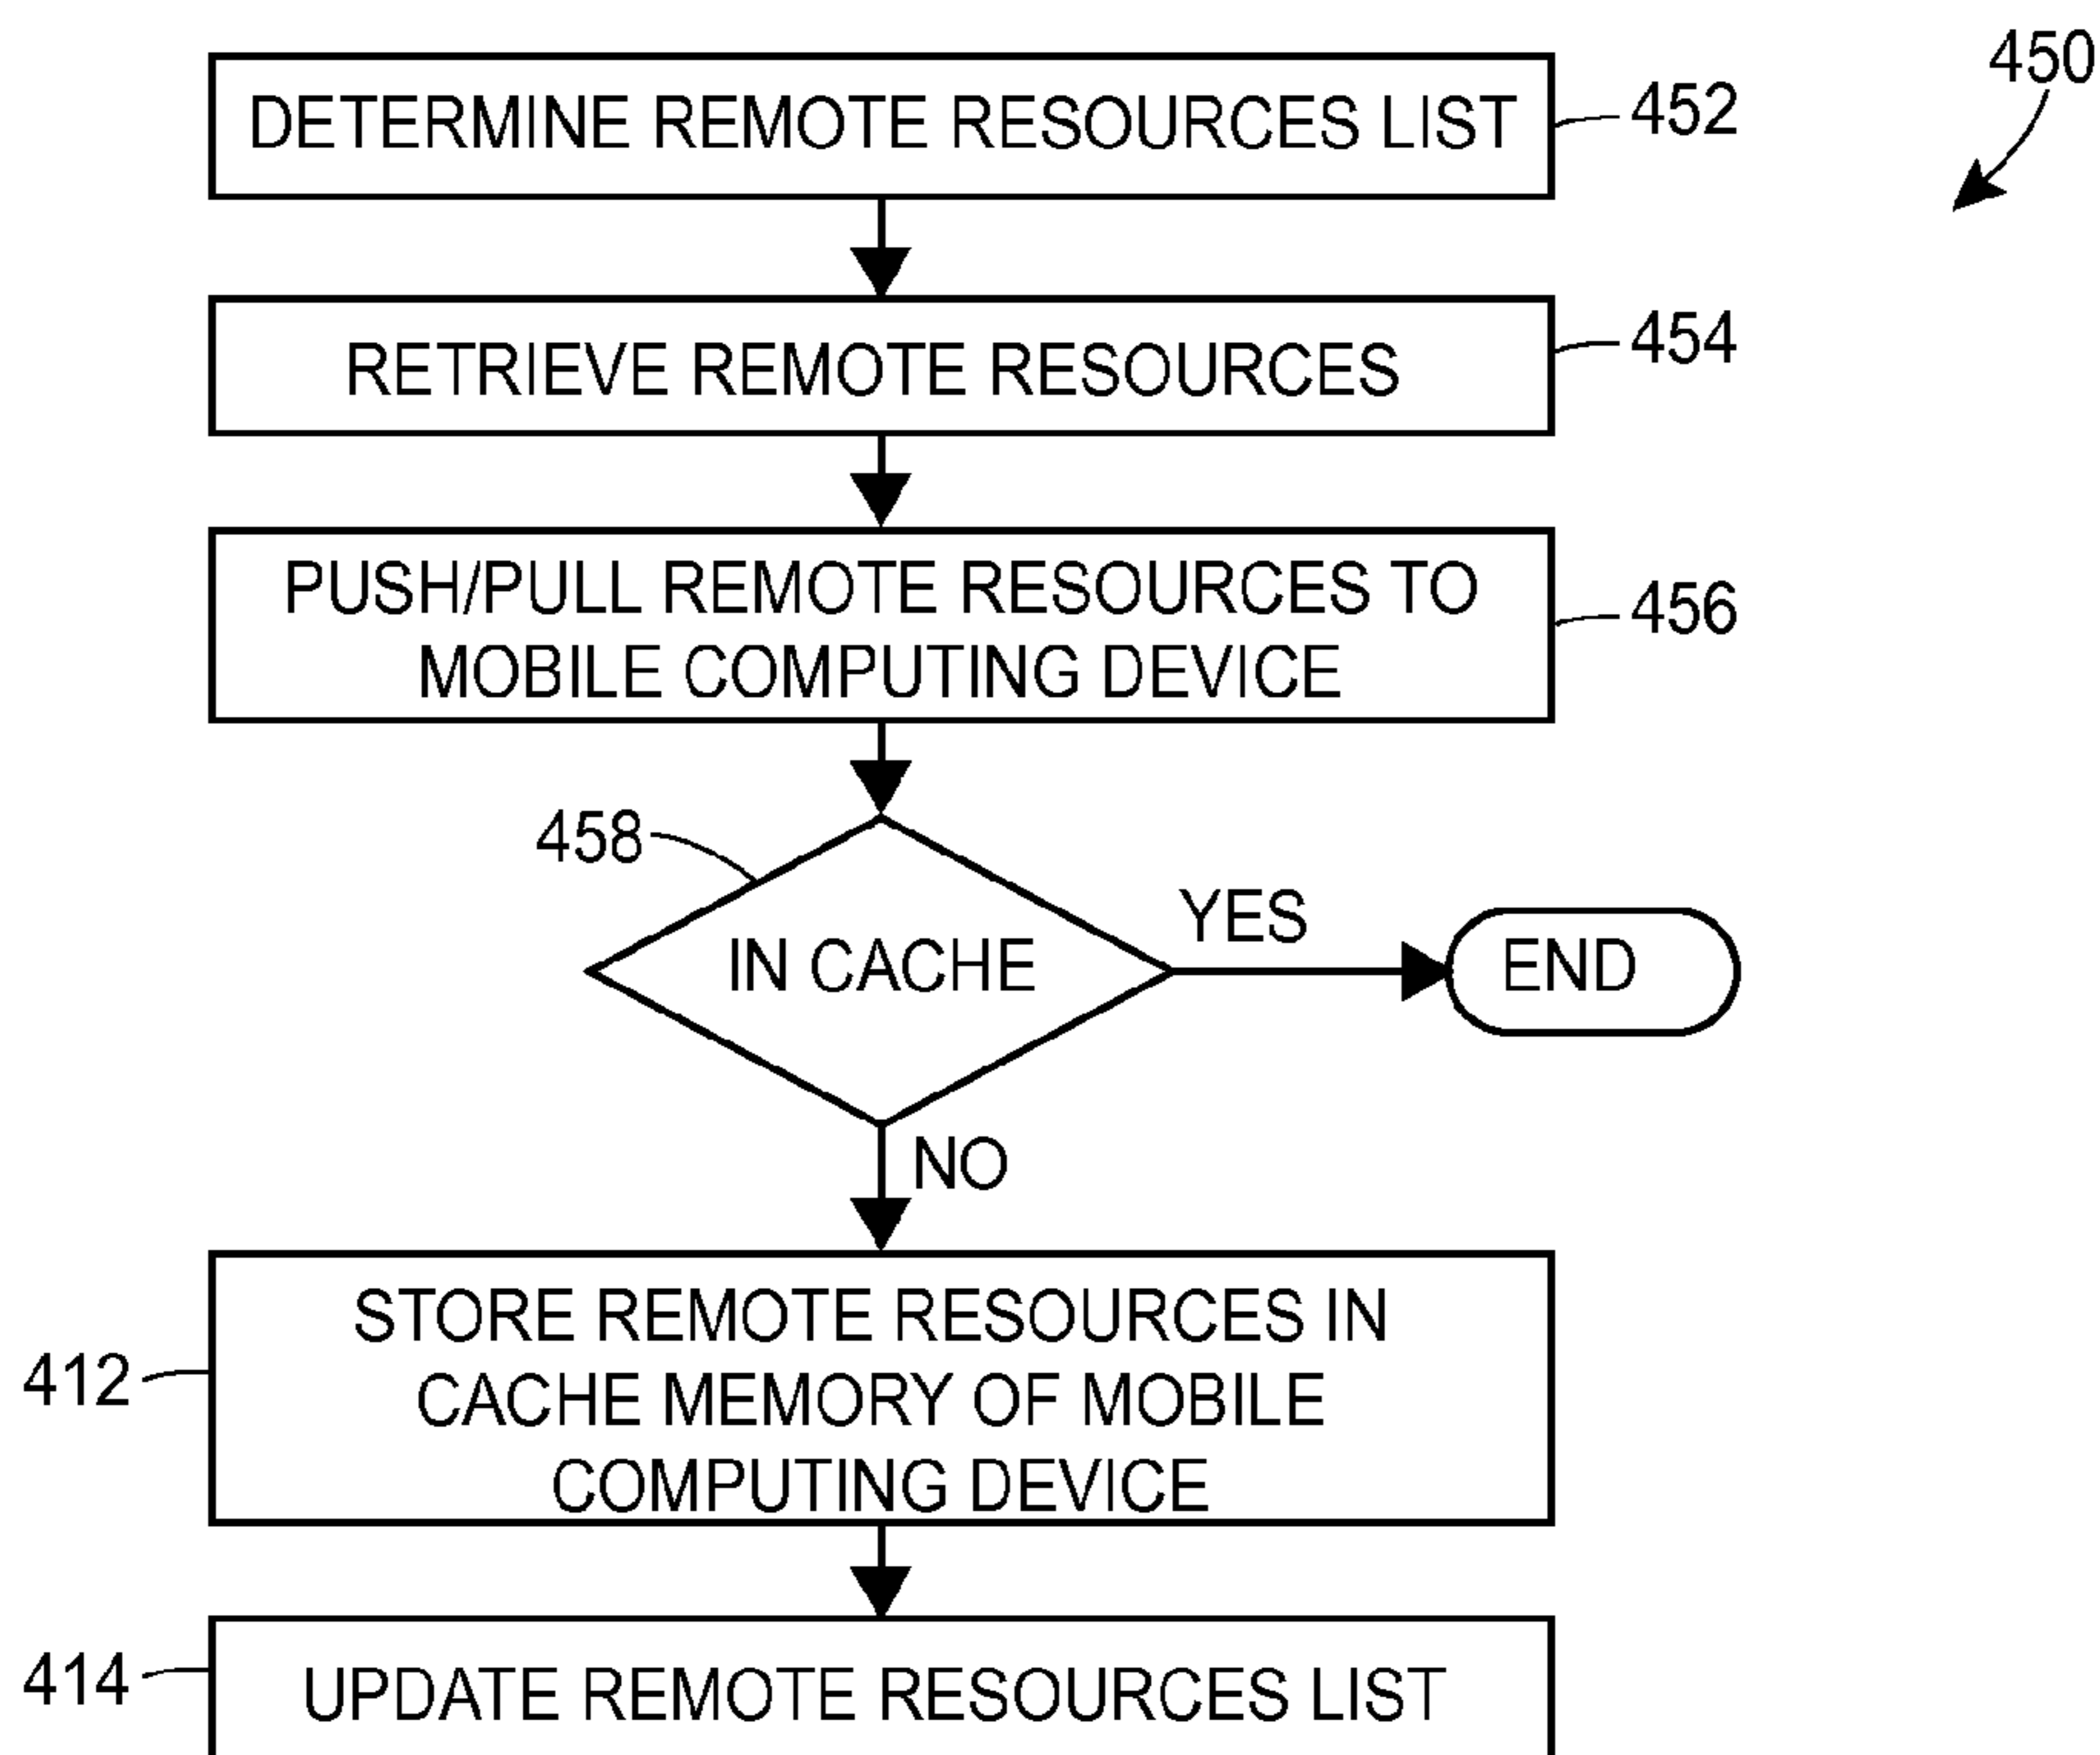 450
DETERMINE REMOTE RESOURCES LIST
452
RETRIEVE REMOTE RESOURCES
454
PUSH/PULL REMOTE RESOURCES TO
MOBILE COMPUTING DEVICE
456
458
IN CACHE
YES
END
NO
STORE REMOTE RESOURCES IN
CACHE MEMORY OF MOBILE
COMPUTING DEVICE
412
UPDATE REMOTE RESOURCES LIST
414